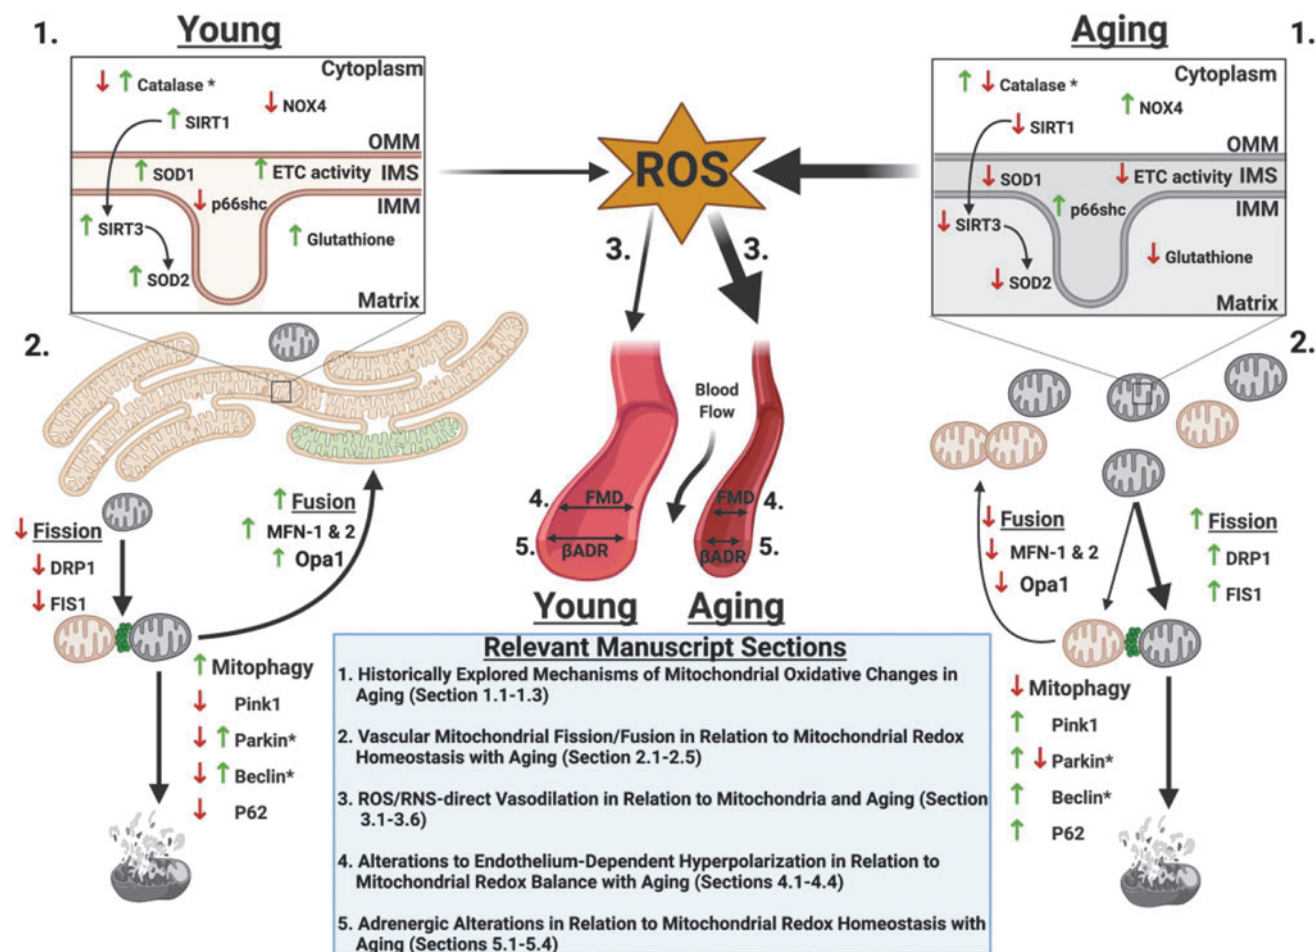 1.
Young
Cytoplasm
↓ ↑ Catalase *
↓ NOX4
↑ SIRT1
OMM
↑ SOD1
↑ ETC activity
IMS
↓ p66shc
IMM
↑ SIRT3
↑ Glutathione
↑ SOD2
Matrix
2.
↓ Fission
↓ DRP1
↓ FIS1
↑ Fusion
↑ MFN-1 & 2
↑ Opa1
↑ Mitophagy
↓ Pink1
↓ ↑ Parkin*
↓ ↑ Beclin*
↓ P62
ROS
3.
3.
Blood
Flow
4.
FMD
5.
βADR
FMD
4.
βADR
5.
Young
Aging
Aging
1.
Cytoplasm
↑ ↓ Catalase *
↑ NOX4
↓ SIRT1
OMM
↓ SOD1
↓ ETC activity
IMS
↑ p66shc
IMM
↓ SIRT3
↓ Glutathione
↓ SOD2
Matrix
2.
↓ Fusion
↓ MFN-1 & 2
↓ Opa1
↑ Fission
↑ DRP1
↑ FIS1
↓ Mitophagy
↑ Pink1
↑ ↓ Parkin*
↑ Beclin*
↑ P62
Relevant Manuscript Sections
1. Historically Explored Mechanisms of Mitochondrial Oxidative Changes in
Aging (Section 1.1-1.3)
2. Vascular Mitochondrial Fission/Fusion in Relation to Mitochondrial Redox
Homeostasis with Aging (Section 2.1-2.5)
3. ROS/RNS-direct Vasodilation in Relation to Mitochondria and Aging (Section
3.1-3.6)
4. Alterations to Endothelium-Dependent Hyperpolarization in Relation to
Mitochondrial Redox Balance with Aging (Sections 4.1-4.4)
5. Adrenergic Alterations in Relation to Mitochondrial Redox Homeostasis with
Aging (Sections 5.1-5.4)